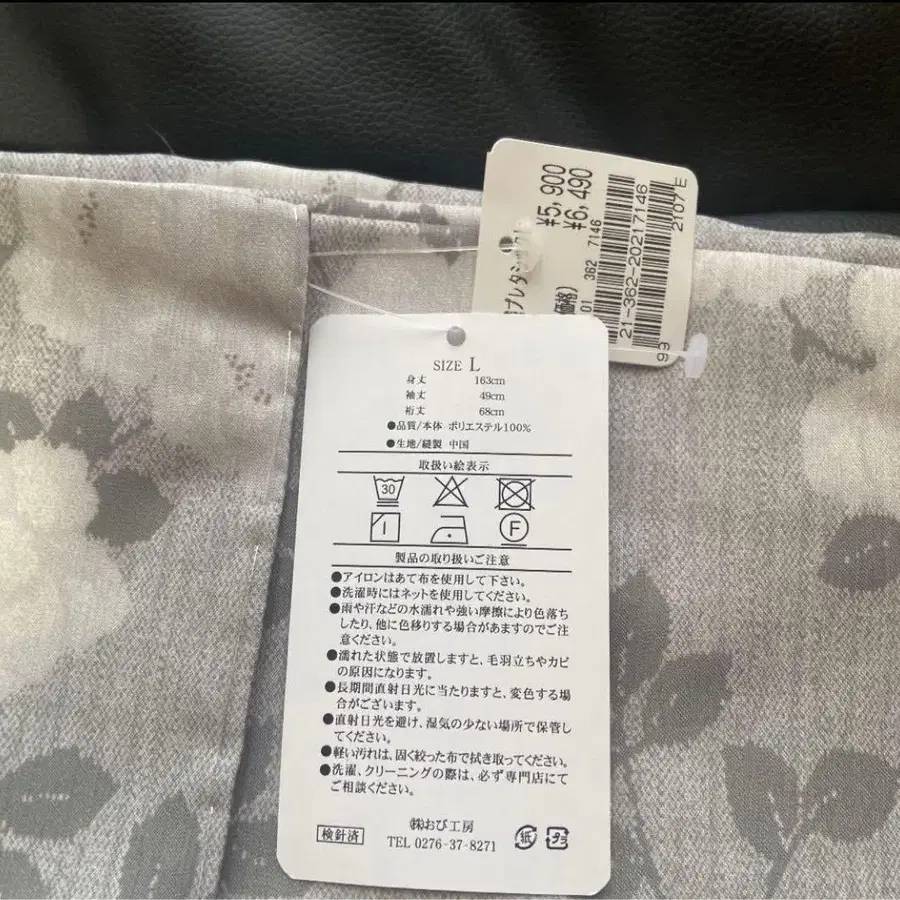 ¥5,900
¥6,490
プレタ
価格)
01 362 7146
21-362-20217146
2107 E
99
SIZE L
身丈 163cm
袖丈 49cm
裄丈 68cm
●品質/本体 ポリエステル100%
●生地/縫製 中国
取扱い絵表示
30
F
製品の取り扱いご注意
●アイロンはあて布を使用して下さい。
●洗濯時にはネットを使用してください。
●雨や汗などの水濡れや強い摩擦により色落ち
したり、他に色移りする場合があますのでご注
意ください。
●濡れた状態で放置しますと、毛羽立ちやカビ
の原因になります。
●長期間直射日光に当たりますと、変色する場
合がございます。
●直射日光を避け、湿気の少ない場所で保管し
てください。
●軽い汚れは、固く絞った布で拭き取ってください。
●洗濯、クリーニングの際は、必ず専門店にて
ご相談ください。
検針済
㈱おび工房
TEL 0276-37-8271
紙
プラ